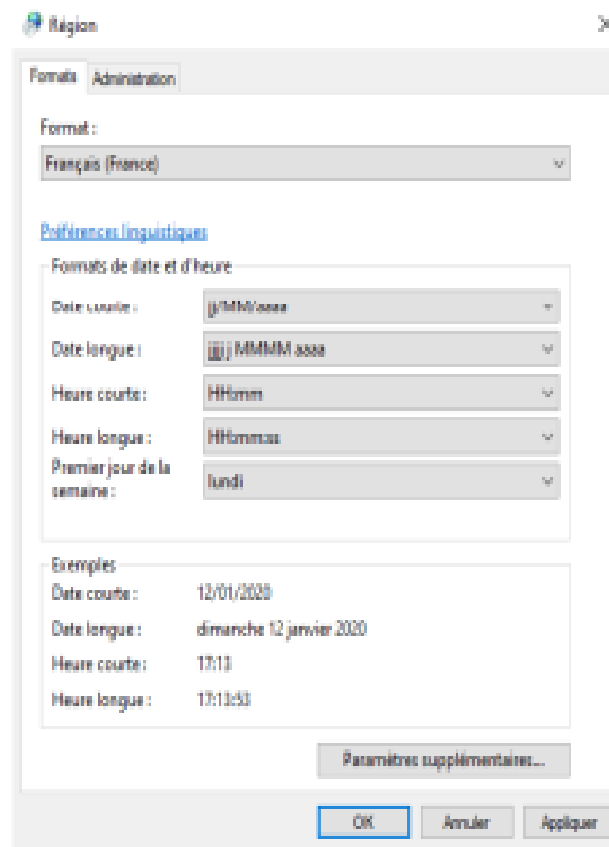 Région
Formats Administration
Format :
Français (France)
Préférences linguistiques
Formats de date et d'heure
Date courte : jj/MM/aaaa
Date longue : jjjj j MMMM aaaa
Heure courte : HH:mm
Heure longue : HH:mm:ss
Premier jour de la
semaine : lundi
Exemples
Date courte : 12/01/2020
Date longue : dimanche 12 janvier 2020
Heure courte : 17:13
Heure longue : 17:13:53
Paramètres supplémentaires...
OK Annuler Appliquer